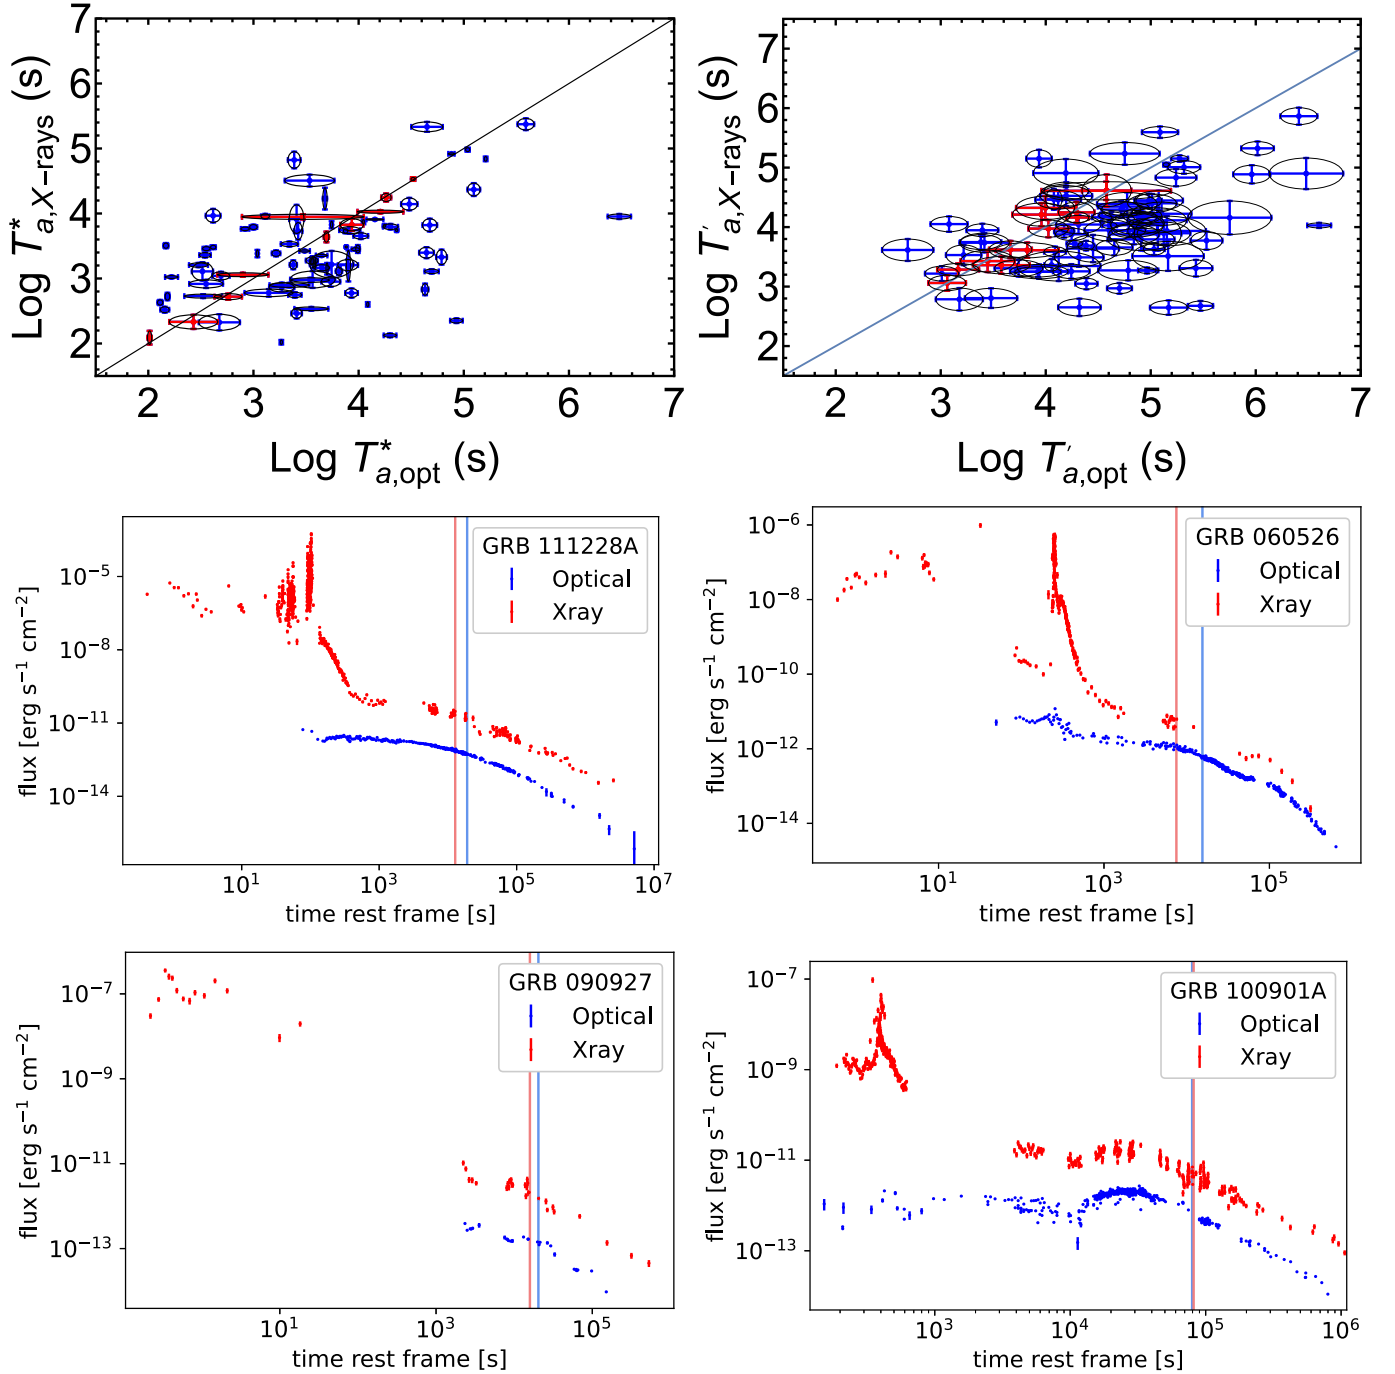 7
6
5
4
3
2
2 3 4 5 6 7
Log T*a,X−rays (s)
Log T*a,opt (s)
7
6
5
4
3
2
1 2 3 4 5 6 7
Log T′a,X−rays (s)
Log T′a,opt (s)
GRB 111228A
Optical
Xray
10−5
10−8
10−11
10−14
flux [erg s−1 cm−2]
101 103 105 107
time rest frame [s]
GRB 060526
Optical
Xray
10−6
10−8
10−10
10−12
10−14
flux [erg s−1 cm−2]
101 103 105
time rest frame [s]
GRB 090927
Optical
Xray
10−7
10−9
10−11
10−13
flux [erg s−1 cm−2]
101 103 105
time rest frame [s]
GRB 100901A
Optical
Xray
10−7
10−9
10−11
10−13
flux [erg s−1 cm−2]
103 104 105 106
time rest frame [s]